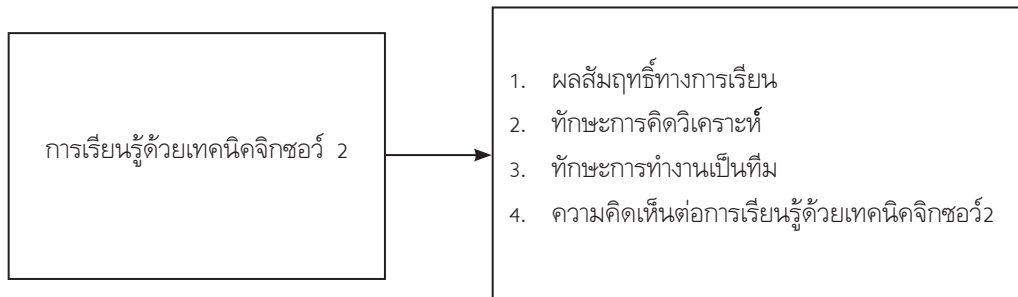 การเรียนรู้ด้วยเทคนิคจิกซอว์ 2
1. ผลสัมฤทธิ์ทางการเรียน
2. ทักษะการคิดวิเคราะห์
3. ทักษะการทำงานเป็นทีม
4. ความคิดเห็นต่อการเรียนรู้ด้วยเทคนิคจิกซอว์2